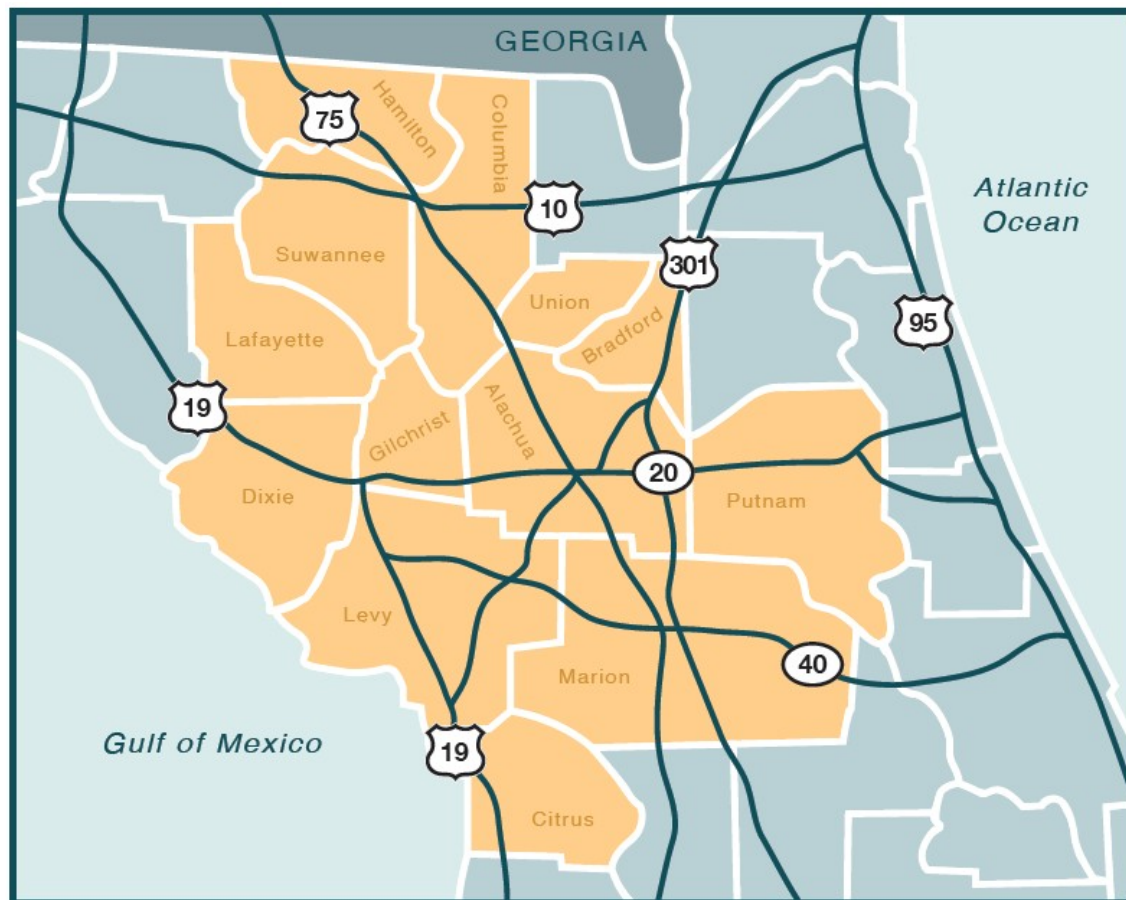 GEORGIA
75
Hamilton
Columbia
10
Atlantic
Ocean
Suwannee
301
Union
Bradford
95
Lafayette
19
Gilchrist
Alachua
20
Dixie
Putnam
Levy
40
Marion
Gulf of Mexico
19
Citrus